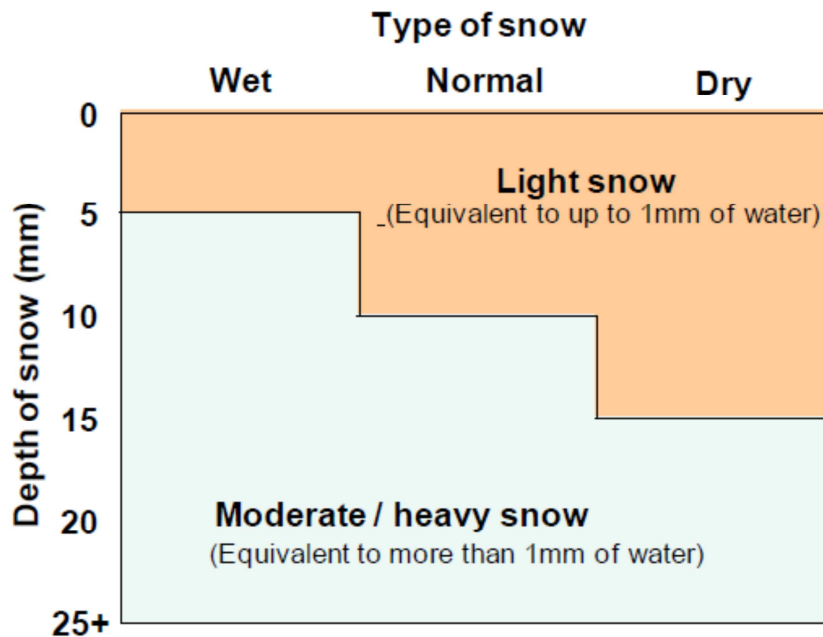 Type of snow
Wet Normal Dry
0
Light snow
5 _(Equivalent to up to 1mm of water)
10
15
Depth of snow (mm)
Moderate / heavy snow
20
(Equivalent to more than 1mm of water)
25+